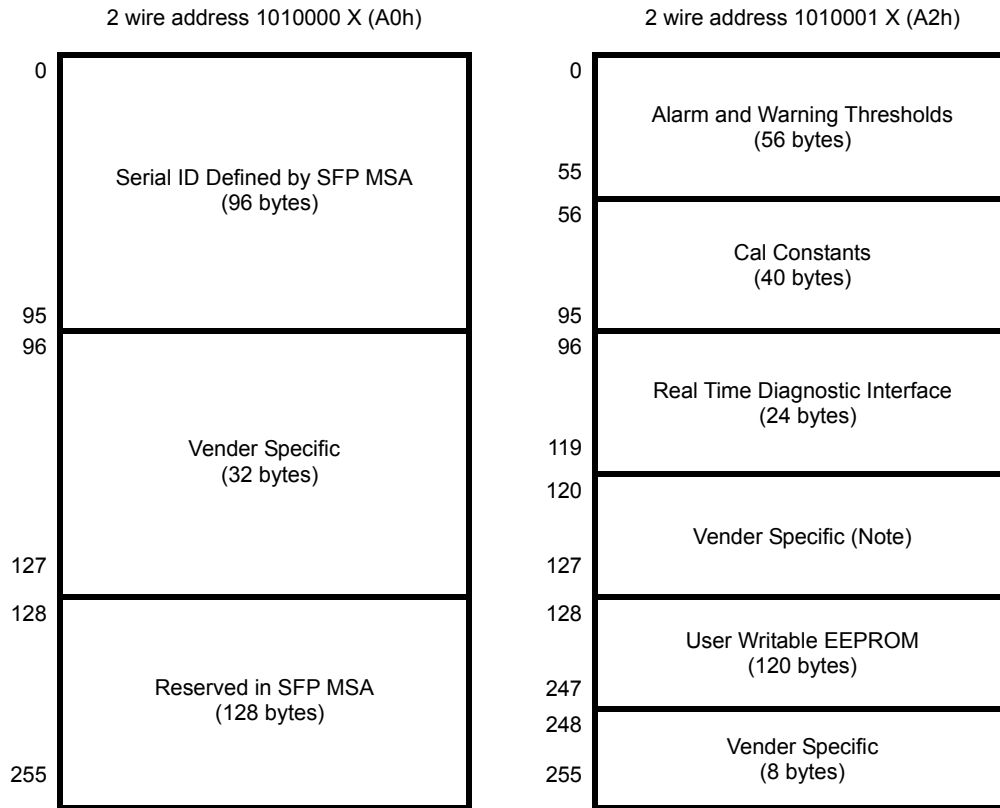 2 wire address 1010000 X (A0h)
0
Serial ID Defined by SFP MSA
(96 bytes)
95
96
Vender Specific
(32 bytes)
127
128
Reserved in SFP MSA
(128 bytes)
255
2 wire address 1010001 X (A2h)
0
Alarm and Warning Thresholds
(56 bytes)
55
56
Cal Constants
(40 bytes)
95
96
Real Time Diagnostic Interface
(24 bytes)
119
120
Vender Specific (Note)
127
128
User Writable EEPROM
(120 bytes)
247
248
Vender Specific
(8 bytes)
255